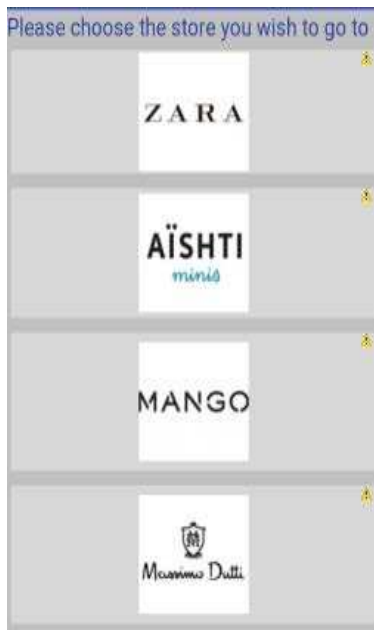 Please choose the store you wish to go to
ZARA
AÏSHTI
minis
MANGO
Massimo Dutti